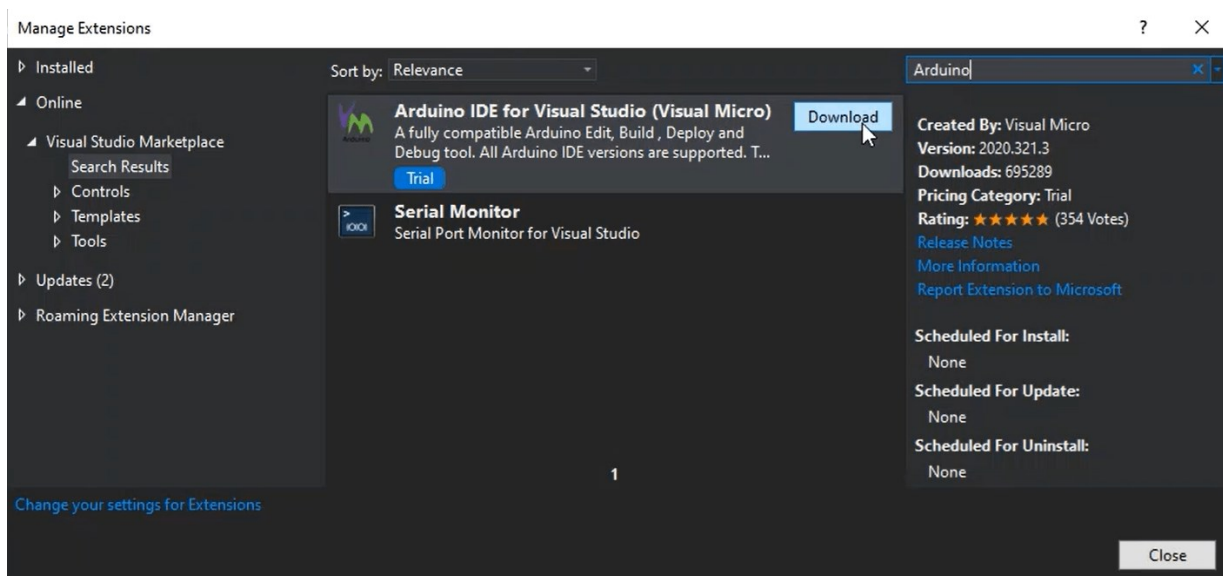 Manage Extensions
?
Installed
Online
Visual Studio Marketplace
Search Results
Controls
Templates
Tools
Updates (2)
Roaming Extension Manager
Change your settings for Extensions
Sort by: Relevance
Arduino IDE for Visual Studio (Visual Micro)
A fully compatible Arduino Edit, Build , Deploy and
Debug tool. All Arduino IDE versions are supported. T...
Trial
Download
Serial Monitor
Serial Port Monitor for Visual Studio
1
Arduino
Created By: Visual Micro
Version: 2020.321.3
Downloads: 695289
Pricing Category: Trial
Rating: ★★★★★ (354 Votes)
Release Notes
More Information
Report Extension to Microsoft
Scheduled For Install:
None
Scheduled For Update:
None
Scheduled For Uninstall:
None
Close